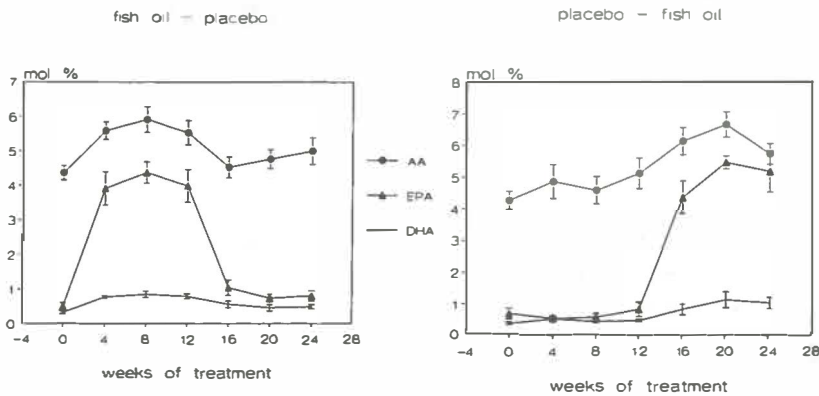 fish oil – placebo
mol %
7
6
5
4
3
2
1
0
-4 0 4 8 12 16 20 24 28
weeks of treatment
AA
EPA
DHA
placebo – fish oil
mol %
8
7
6
5
4
3
2
1
0
-4 0 4 8 12 16 20 24 28
weeks of treatment